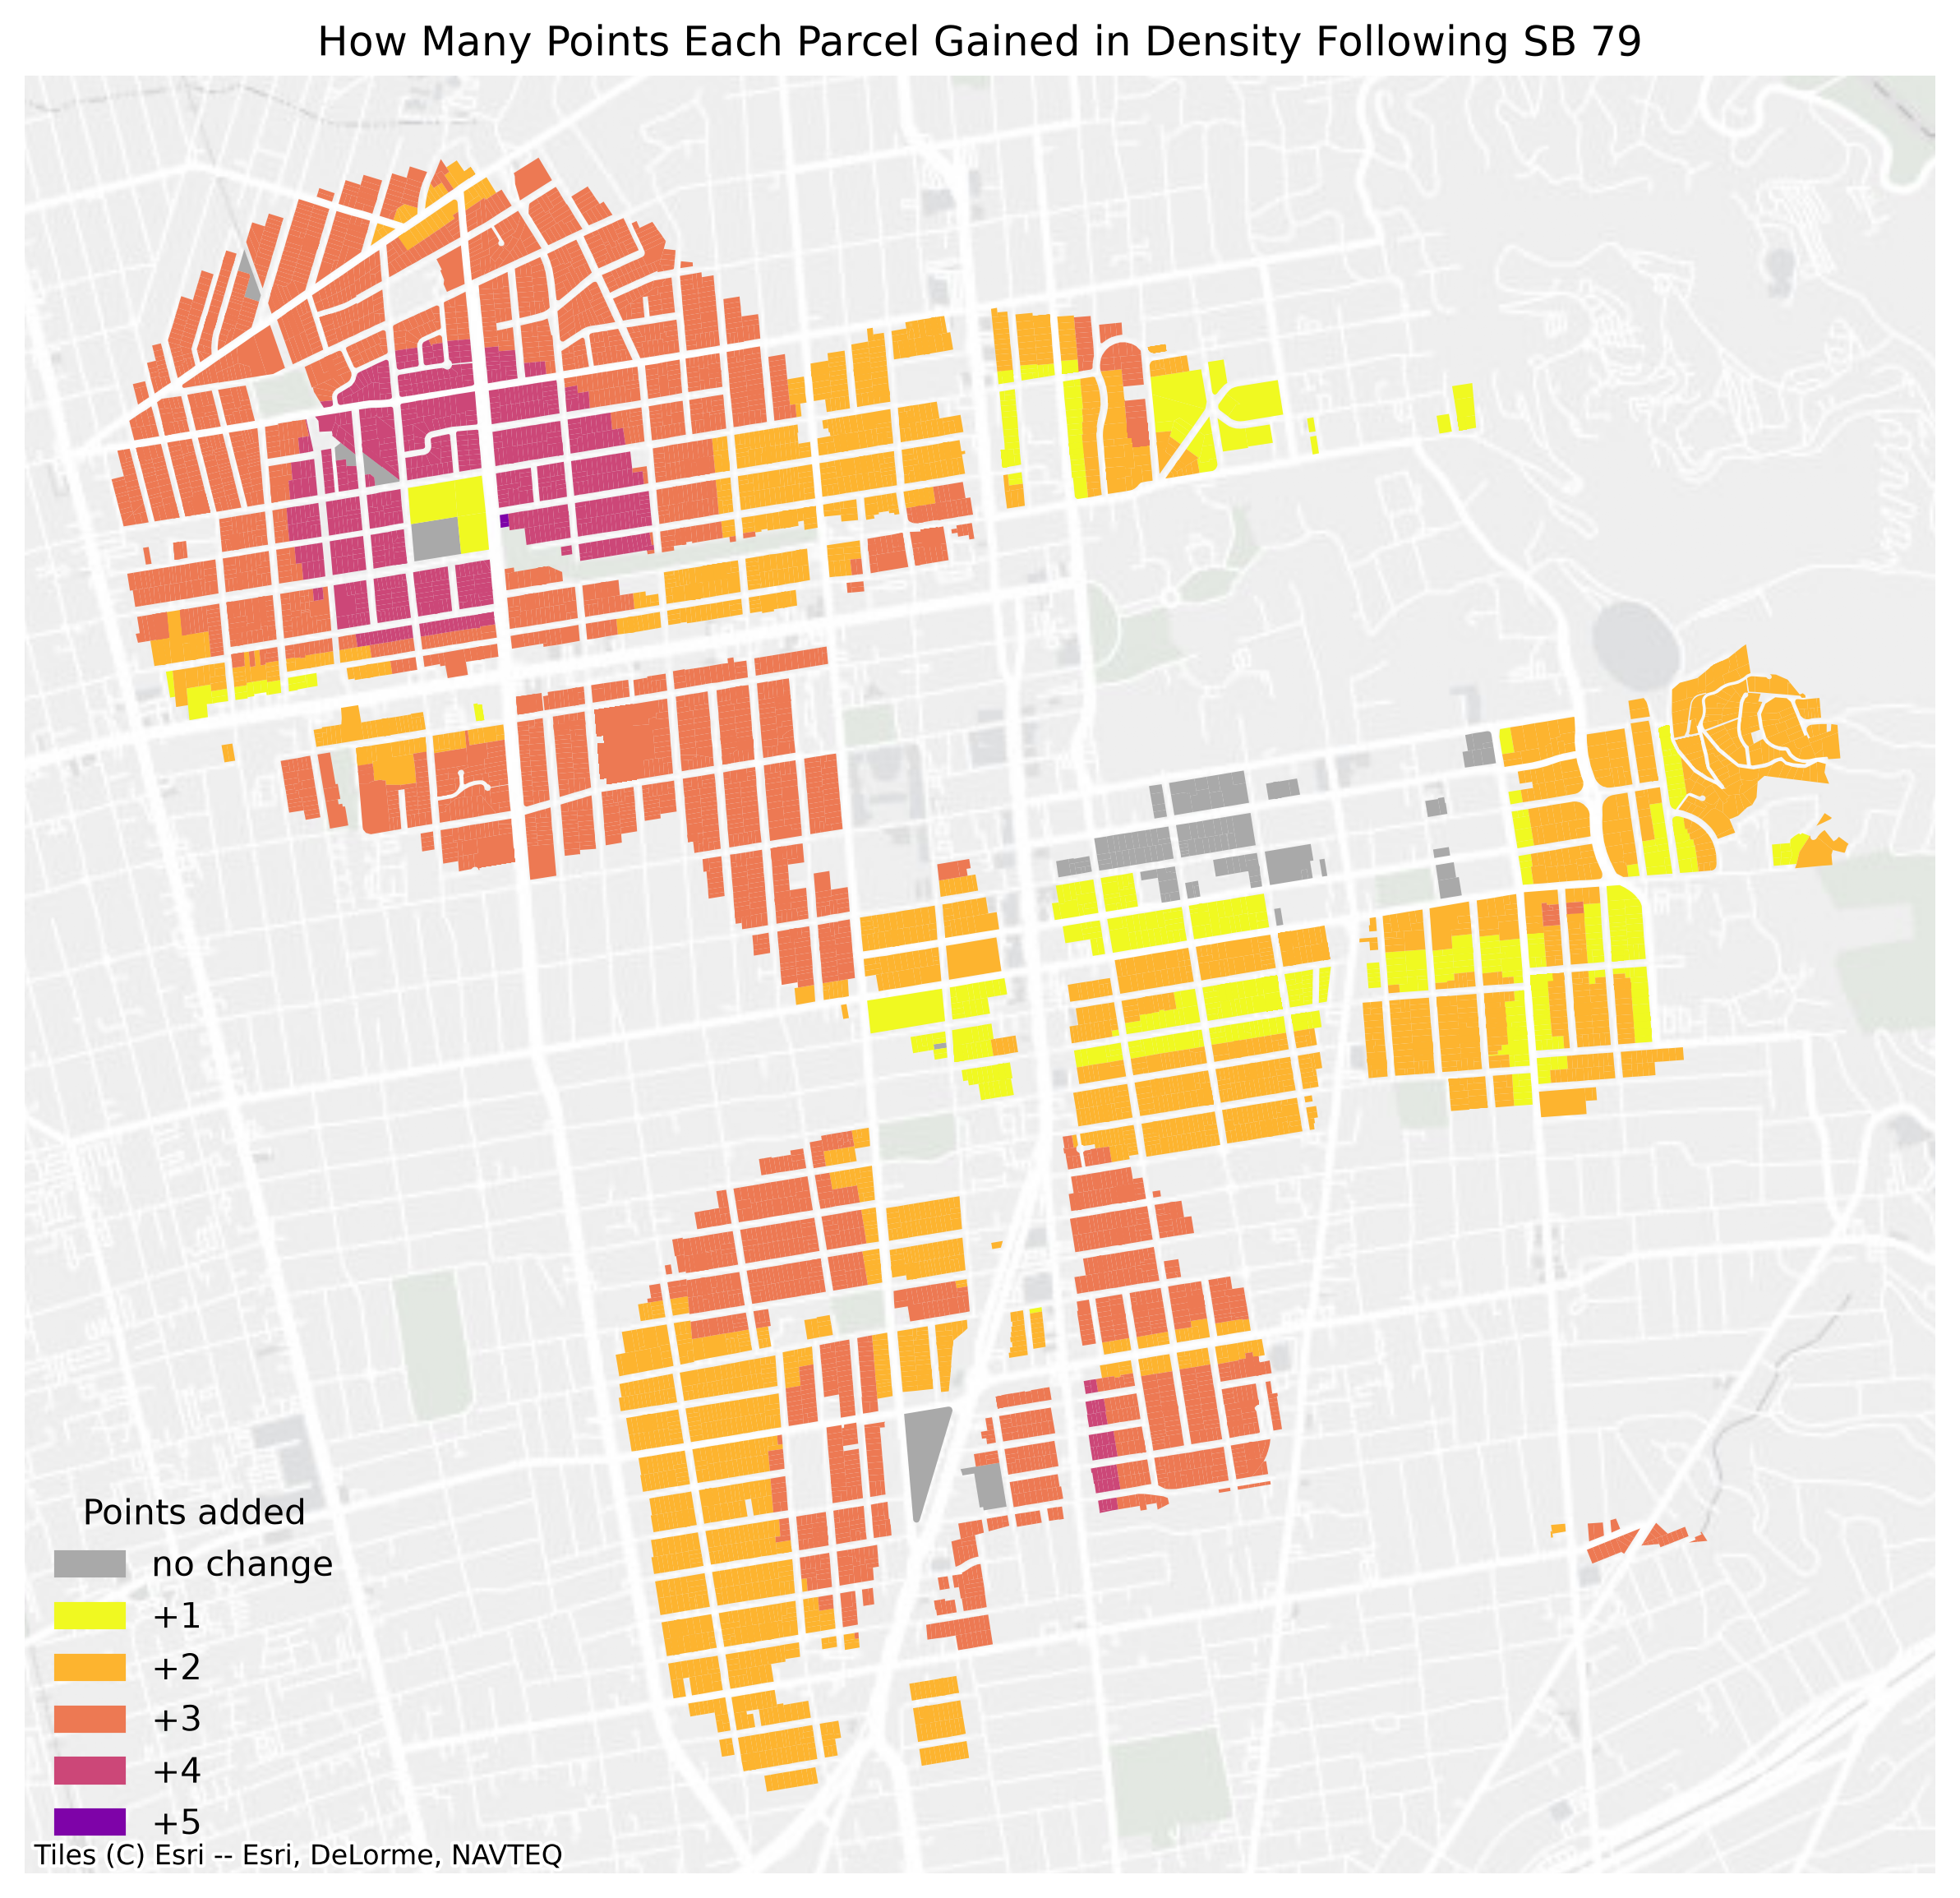 How Many Points Each Parcel Gained in Density Following SB 79
Points added
no change
+1
+2
+3
+4
+5
Tiles (C) Esri -- Esri, DeLorme, NAVTEQ